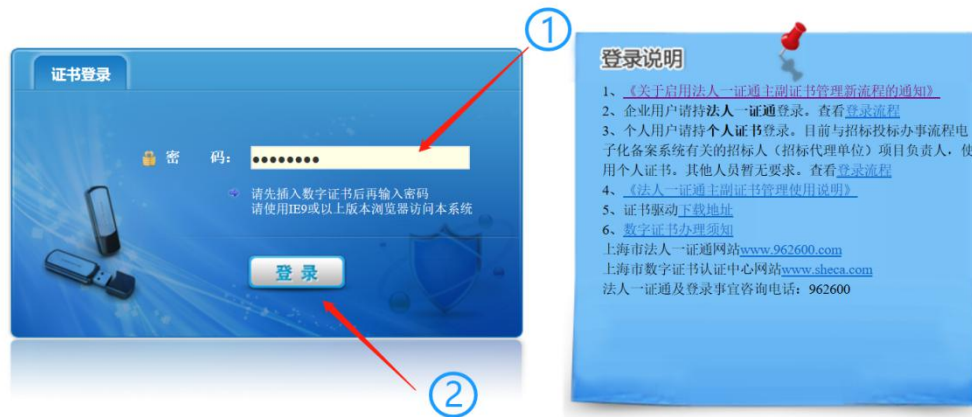 ①
证书登录
密 码：
请先插入数字证书后再输入密码
请使用IE9或以上版本浏览器访问本系统
登 录
②
登录说明
1、《关于启用法人一证通主副证书管理新流程的通知》
2、企业用户请持法人一证通登录。查看登录流程
3、个人用户请持个人证书登录。目前与招标投标办事流程电
子化备案系统有关的招标人（招标代理单位）项目负责人，使
用个人证书。其他人员暂无要求。查看登录流程
4、《法人一证通主副证书管理使用说明》
5、证书驱动下载地址
6、数字证书办理须知
上海市法人一证通网站www.962600.com
上海市数字证书认证中心网站www.sheca.com
法人一证通及登录事宜咨询电话：962600